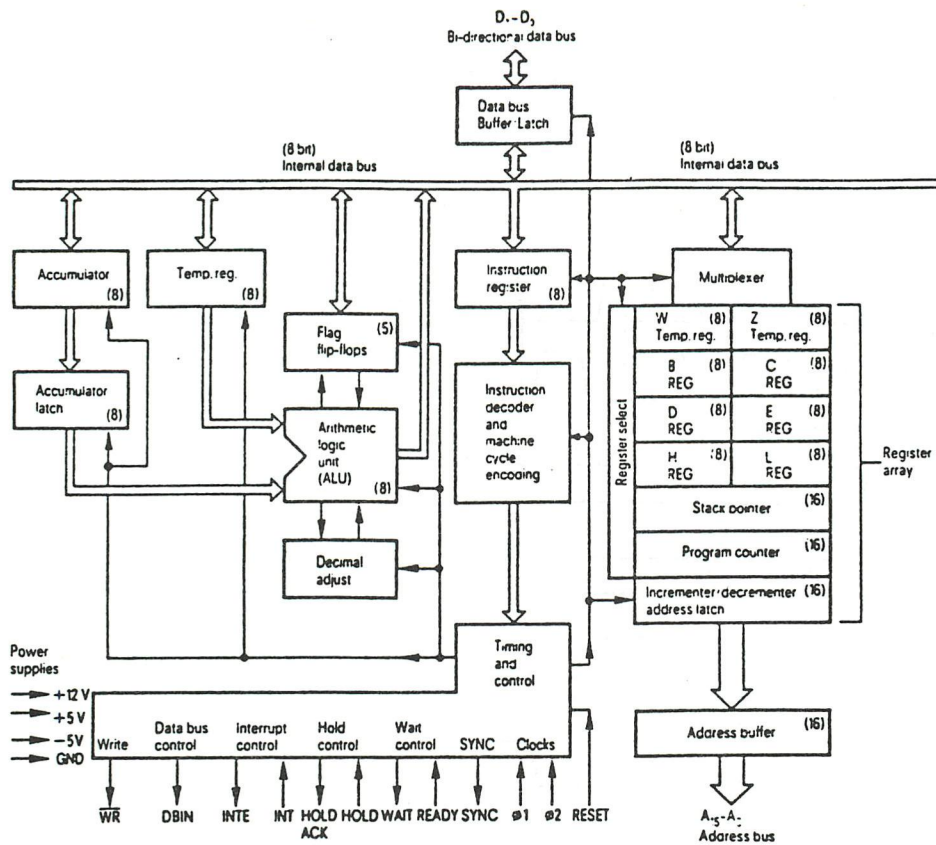 Bi-directional data bus
Data bus
Buffer/Latch
(8 bit)
Internal data bus
(8 bit)
Internal data bus
Accumulator
(8)
Temp. reg.
(8)
Instruction
register
(8)
Multiplexer
Flag
flip-flops
(5)
Accumulator
latch
(8)
Arithmetic
logic
unit
(ALU)
(8)
Instruction
decoder
and
machine
cycle
encoding
Decimal
adjust
Register select
W (8)
Temp. reg.
Z (8)
Temp. reg.
B (8)
REG
C (8)
REG
D (8)
REG
E (8)
REG
H (8)
REG
L (8)
REG
Stack pointer (16)
Program counter (16)
Incrementer/decrementer (16)
address latch
Register
array
Timing
and
control
Power
supplies
+12 V
+5V
-5V
GND
Write
Data bus
control
Interrupt
control
Hold
control
Wait
control
SYNC
Clocks
Address buffer (16)
WR
DBIN
INTE
INT
HOLD
ACK
HOLD
WAIT
READY
SYNC
ø1
ø2
RESET
Address bus